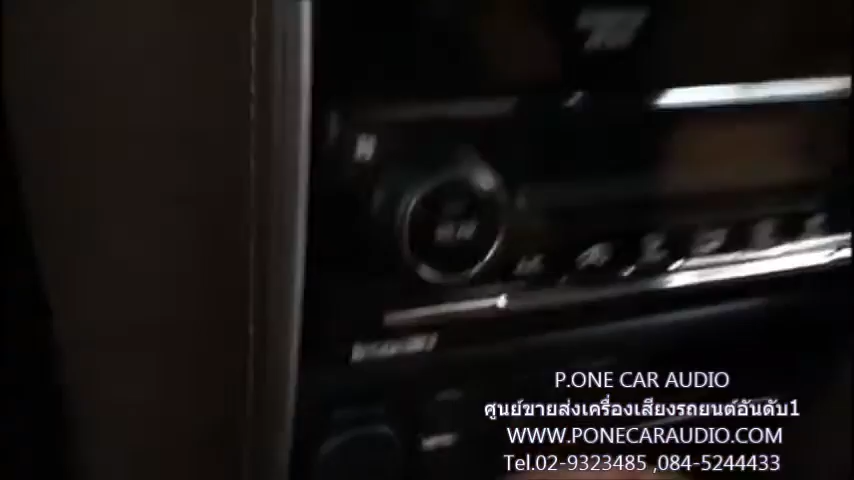 P.ONE CAR AUDIO
ศูนย์ขายส่งเครื่องเสียงรถยนต์อันดับ1
WWW.PONECARAUDIO.COM
Tel.02-9323485 ,084-5244433